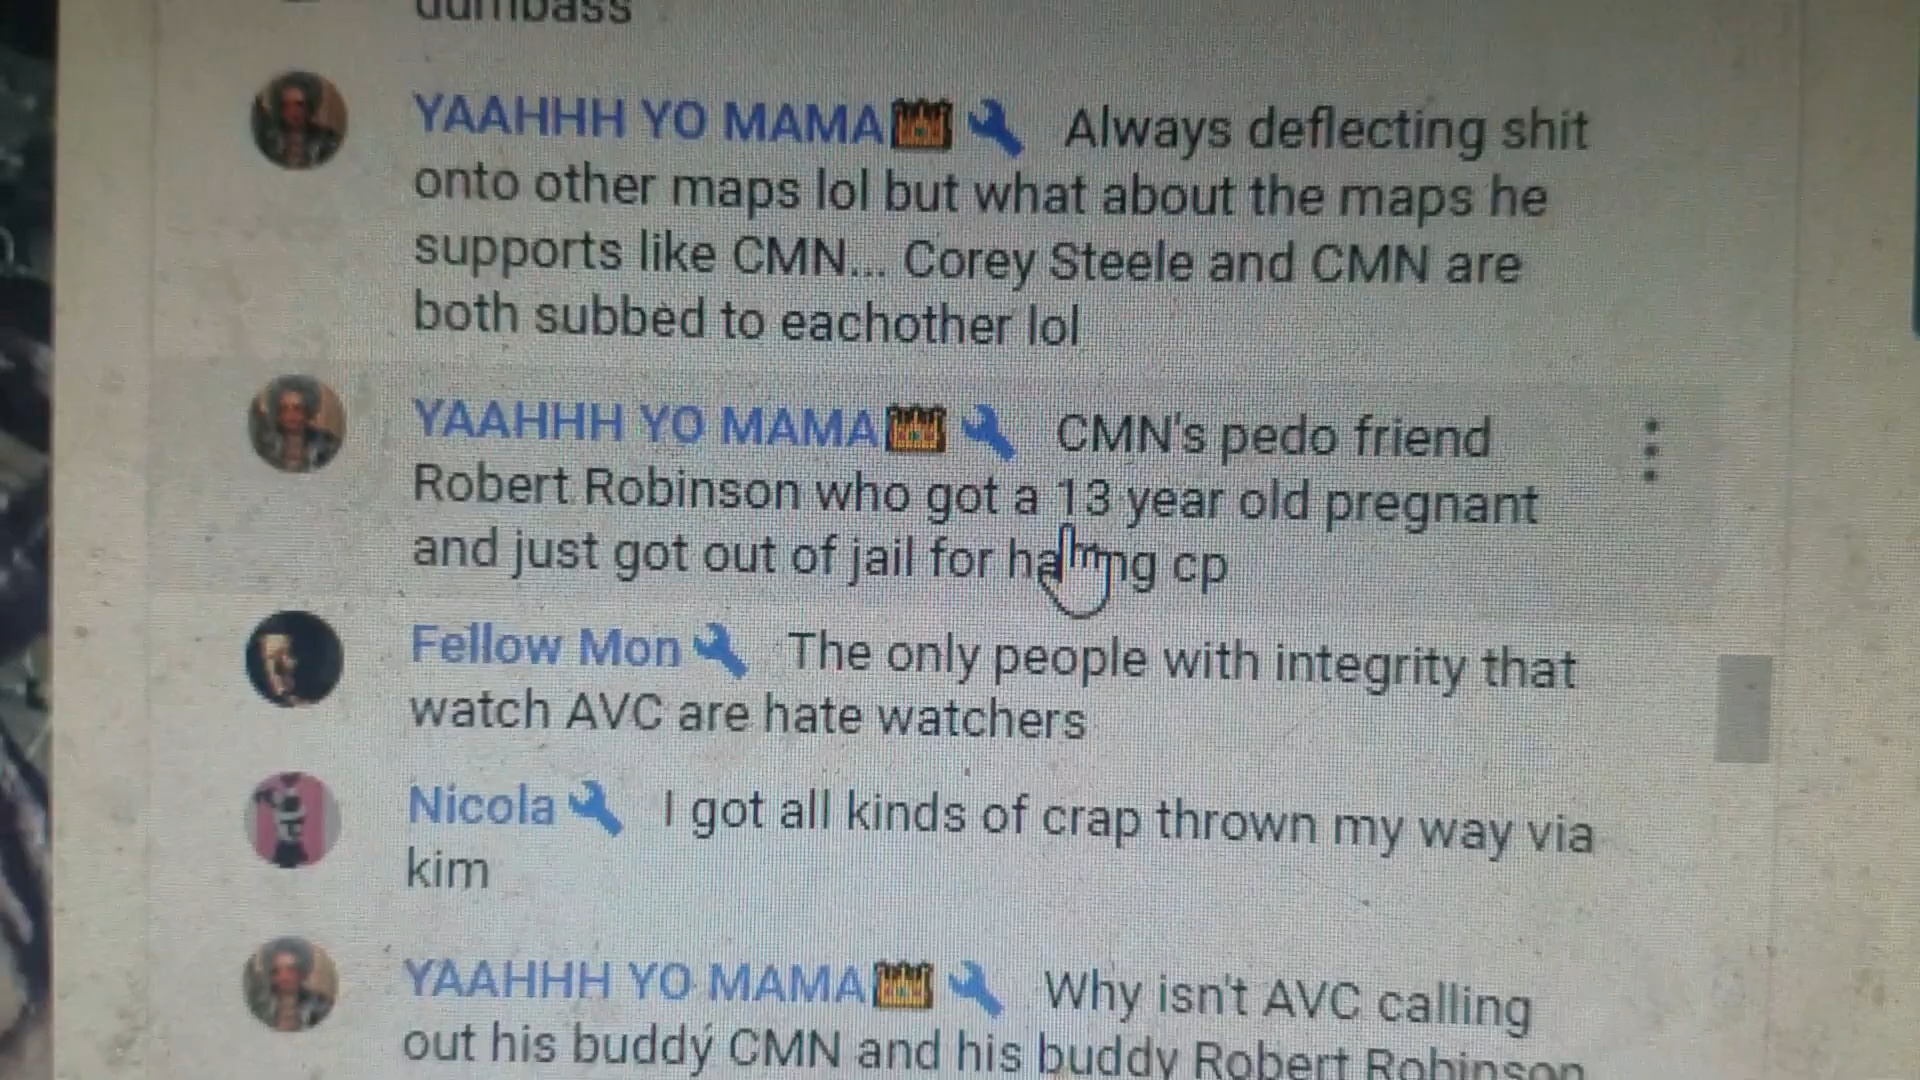 dumbass
YAAHHH YO MAMA Always deflecting shit
onto other maps lol but what about the maps he
supports like CMN... Corey Steele and CMN are
both subbed to eachother lol
YAAHHH YO MAMA CMN's pedo friend
Robert Robinson who got a 13 year old pregnant
and just got out of jail for cp
Fellow Mon The only people with integrity that
watch AVC are hate watchers
Nicola I got all kinds of crap thrown my way via
kim
YAAHHH YO MAMA Why isn't AVC calling
out his buddy CMN and his buddy Robert Robinson